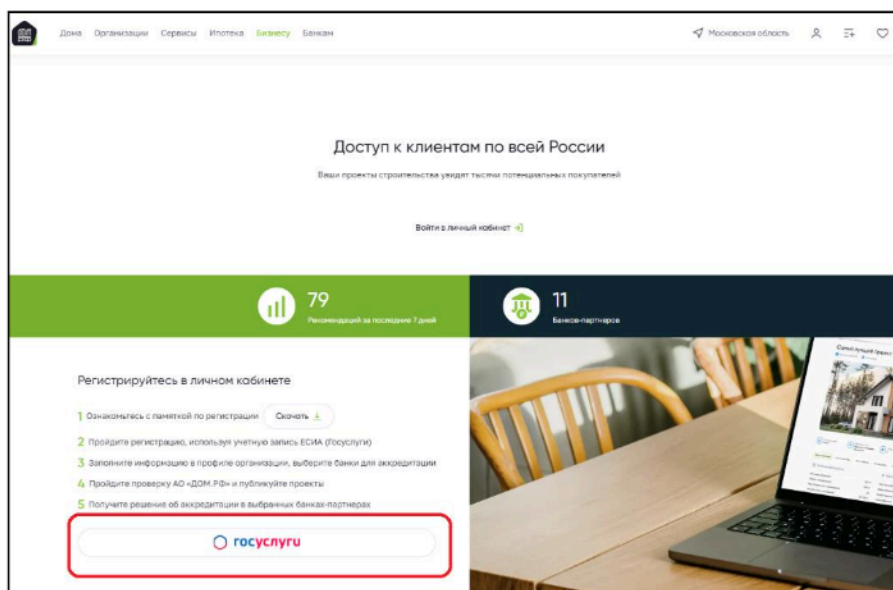 Дома Организации Сервисы Ипотека Бизнесу Банкам Московская область
Доступ к клиентам по всей России
Ваши проекты строительства увидят тысячи потенциальных покупателей
Войти в личный кабинет
79
Рекомендаций за последние 7 дней
11
Банков-партнеров
Регистрируйтесь в личном кабинете
1 Ознакомьтесь с памяткой по регистрации Скачать
2 Пройдите регистрацию, используя учетную запись ЕСИА (Госуслуги)
3 Заполните информацию в профиле организации, выберите банки для аккредитации
4 Пройдите проверку АО «ДОМ.РФ» и публикуйте проекты
5 Получите решение об аккредитации в выбранных банках-партнерах
госуслуги